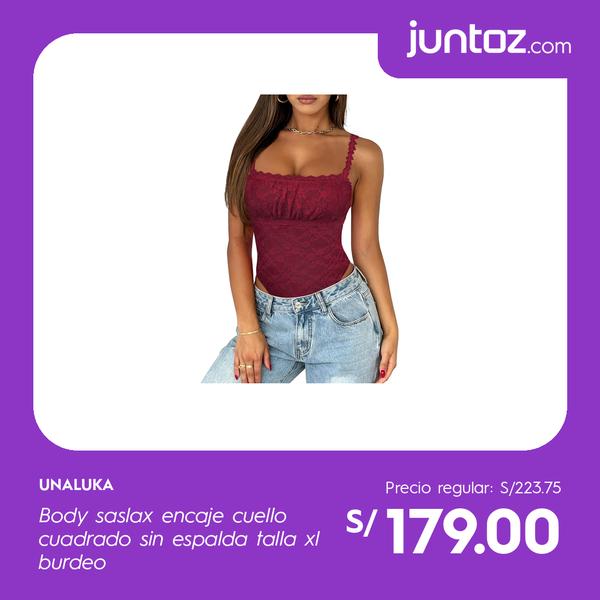 juntoz.com
UNALUKA
Body saslax encaje cuello
cuadrado sin espalda talla xl
burdeo
Precio regular: S/223.75
S/179.00